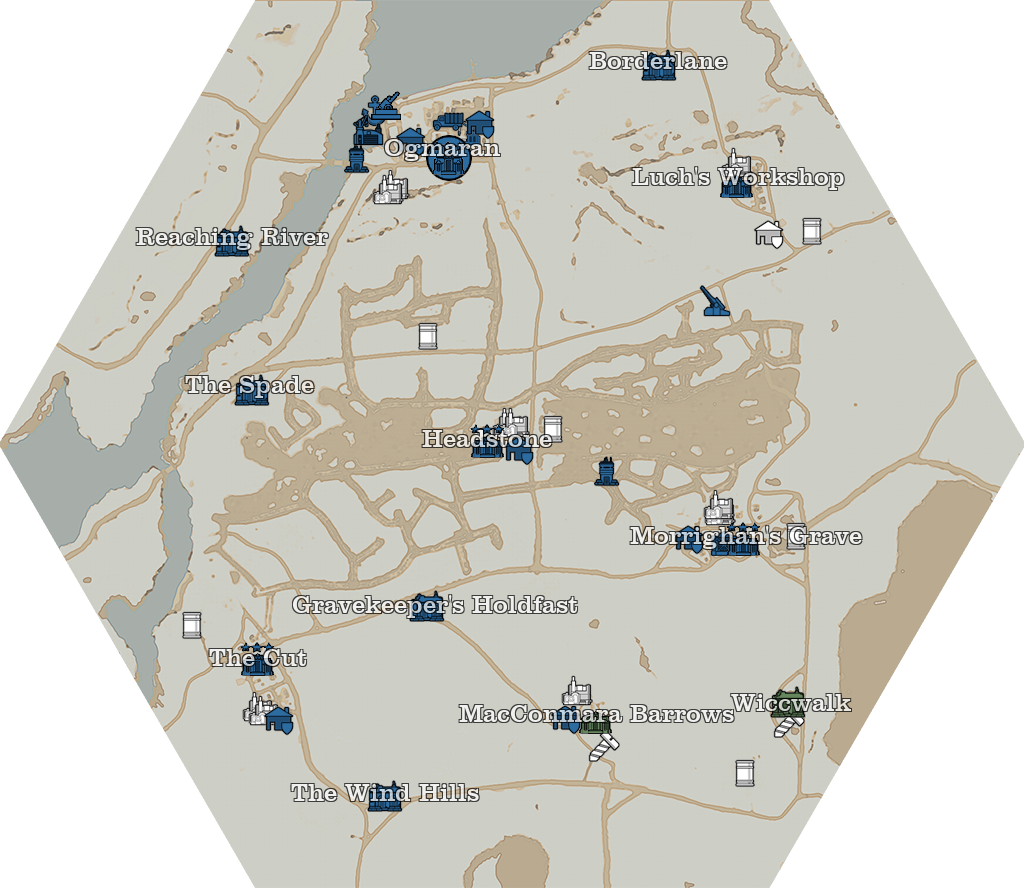 Borderlane
Ogmaran
Luch's Workshop
Reaching River
The Spade
Headstone
Morrighan's Grave
Gravekeeper's Holdfast
The Cut
Wiccwalk
MacConmara Barrows
The Wind Hills